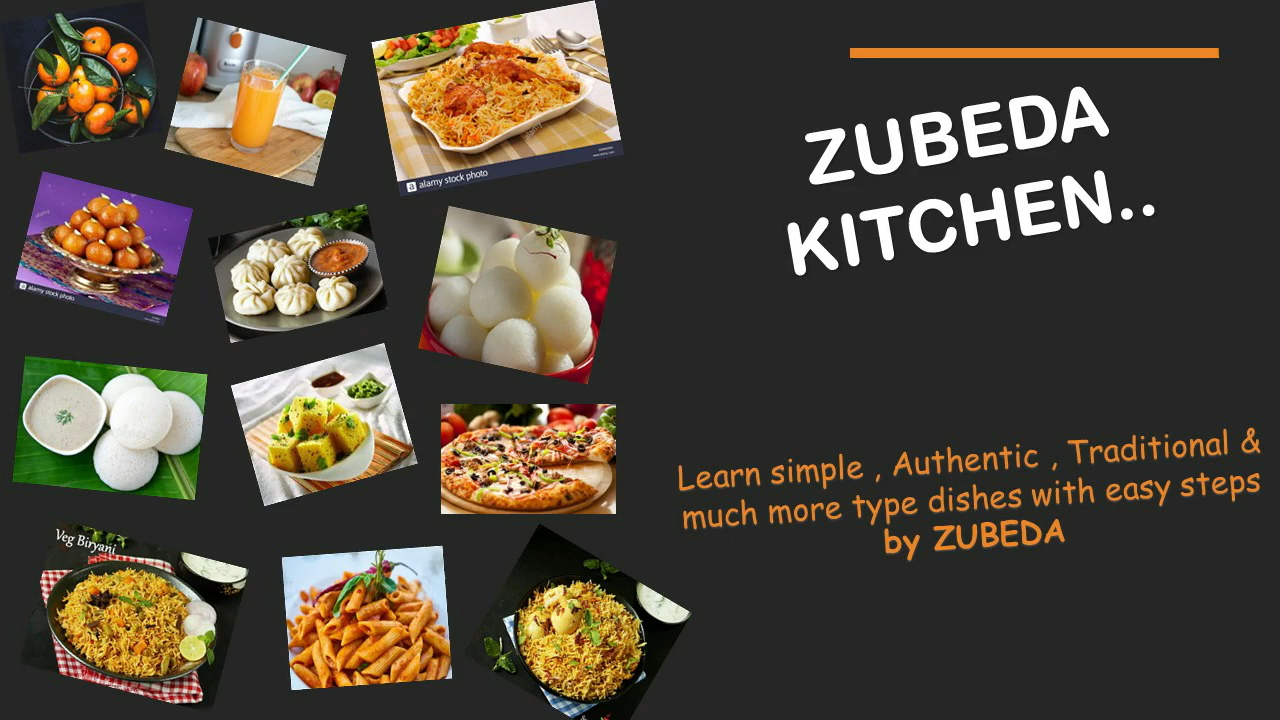 ZUBEDA
KITCHEN..
Learn simple , Authentic , Traditional &
much more type dishes with easy steps
by ZUBEDA
alamy stock photo
alamy stock photo
Veg Biryani